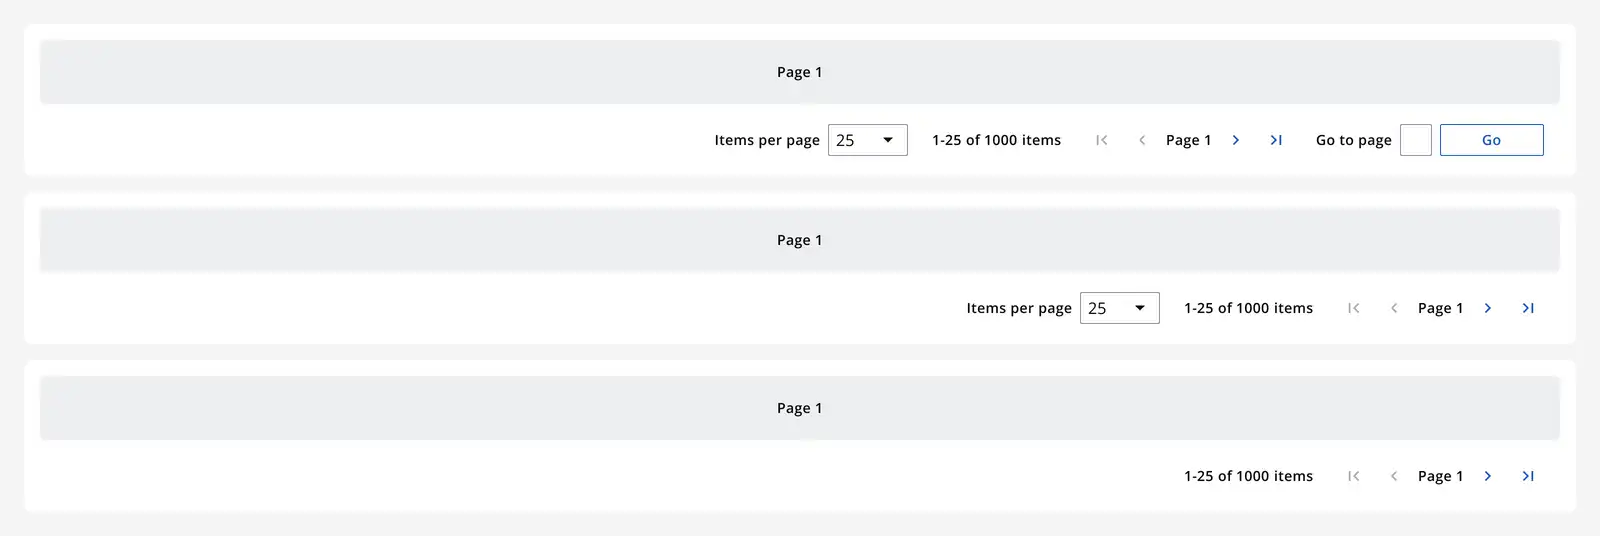 Page 1
Items per page 25 1-25 of 1000 items Page 1 Go to page Go
Page 1
Items per page 25 1-25 of 1000 items Page 1
Page 1
1-25 of 1000 items Page 1